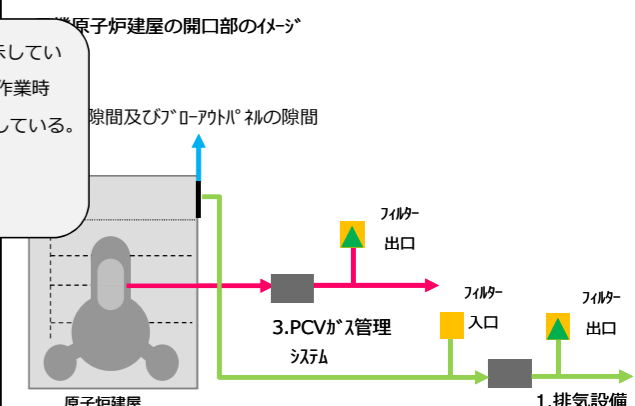 原子炉建屋の開口部のｲﾒｰｼﾞ
示してい
作業時
している。
隙間及びﾌﾞﾛｰｱｳﾄﾊﾟﾈﾙの隙間
ﾌｨﾙﾀｰ
出口
3.PCVｶﾞｽ管理
ｼｽﾃﾑ
ﾌｨﾙﾀｰ
入口
ﾌｨﾙﾀｰ
出口
原子炉建屋
1.排気設備